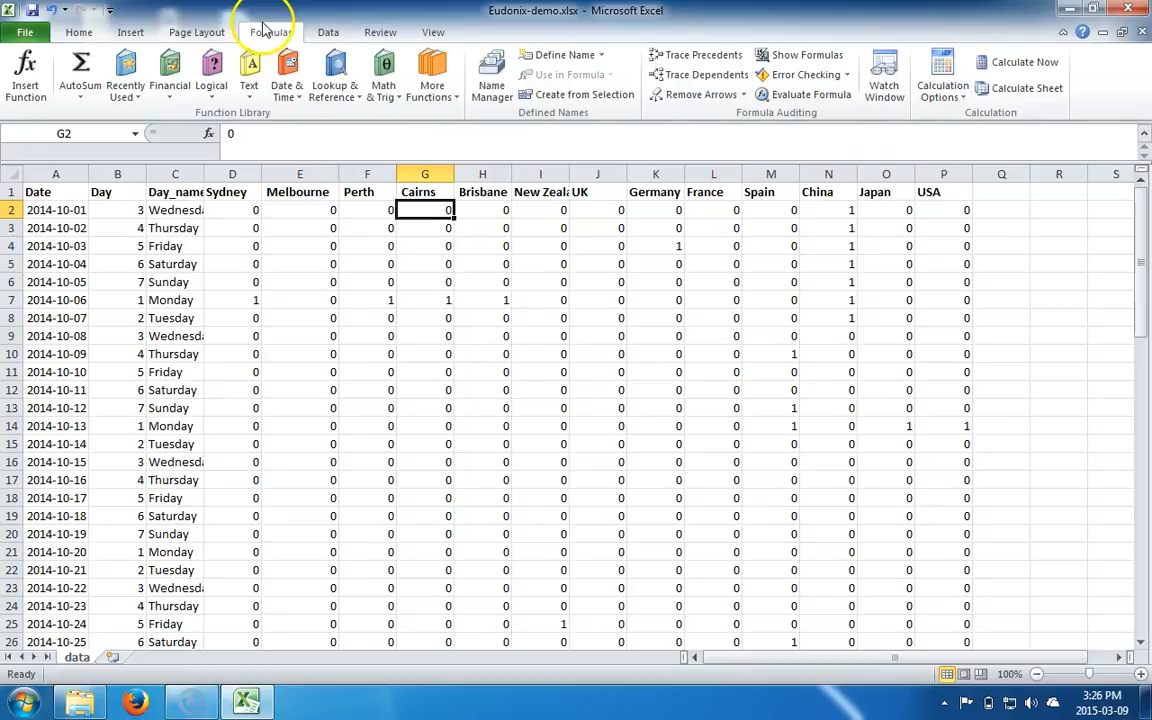 Eudonix-demo.xlsx - Microsoft Excel
File Home Insert Page Layout Formulas Data Review View
Insert Function
AutoSum
Recently Used
Financial
Logical
Text
Date & Time
Lookup & Reference
Math & Trig
More Functions
Function Library
Name Manager
Define Name
Use in Formula
Create from Selection
Defined Names
Trace Precedents
Trace Dependents
Remove Arrows
Show Formulas
Error Checking
Evaluate Formula
Formula Auditing
Watch Window
Calculation Options
Calculate Now
Calculate Sheet
Calculation
G2 fx 0
A B C D E F G H I J K L M N O P Q R S
1 Date Day Day_name Sydney Melbourne Perth Cairns Brisbane New Zeala UK Germany France Spain China Japan USA
2 2014-10-01 3 Wednesda 0 0 0 0 0 0 0 0 0 0 1 0 0
3 2014-10-02 4 Thursday 0 0 0 0 0 0 0 0 0 0 1 0 0
4 2014-10-03 5 Friday 0 0 0 0 0 0 0 1 0 0 1 0 0
5 2014-10-04 6 Saturday 0 0 0 0 0 0 0 0 0 0 1 0 0
6 2014-10-05 7 Sunday 0 0 0 0 0 0 0 0 0 0 1 0 0
7 2014-10-06 1 Monday 1 0 1 1 1 0 0 0 0 0 1 0 0
8 2014-10-07 2 Tuesday 0 0 0 0 0 0 0 0 0 0 1 0 0
9 2014-10-08 3 Wednesda 0 0 0 0 0 0 0 0 0 0 0 0 0
10 2014-10-09 4 Thursday 0 0 0 0 0 0 0 0 0 1 0 0 0
11 2014-10-10 5 Friday 0 0 0 0 0 0 0 0 0 0 0 0 0
12 2014-10-11 6 Saturday 0 0 0 0 0 0 0 0 0 0 0 0 0
13 2014-10-12 7 Sunday 0 0 0 0 0 0 0 0 0 1 0 0 0
14 2014-10-13 1 Monday 0 0 0 0 0 0 0 0 0 1 0 1 1
15 2014-10-14 2 Tuesday 0 0 0 0 0 0 0 0 0 0 0 0 0
16 2014-10-15 3 Wednesda 0 0 0 0 0 0 0 0 0 0 0 0 0
17 2014-10-16 4 Thursday 0 0 0 0 0 0 0 0 0 0 0 0 0
18 2014-10-17 5 Friday 0 0 0 0 0 0 0 0 0 0 0 0 0
19 2014-10-18 6 Saturday 0 0 0 0 0 0 0 0 0 0 0 0 0
20 2014-10-19 7 Sunday 0 0 0 0 0 0 0 0 0 0 0 0 0
21 2014-10-20 1 Monday 0 0 0 0 0 0 0 0 0 0 0 0 0
22 2014-10-21 2 Tuesday 0 0 0 0 0 0 0 0 0 0 0 0 0
23 2014-10-22 3 Wednesda 0 0 0 0 0 0 0 0 0 0 0 0 0
24 2014-10-23 4 Thursday 0 0 0 0 0 0 0 0 0 0 0 0 0
25 2014-10-24 5 Friday 0 0 0 0 0 1 0 0 0 0 0 0 0
26 2014-10-25 6 Saturday 0 0 0 0 0 0 0 0 0 1 0 0 0
data
Ready 100%
3:26 PM
2015-03-09